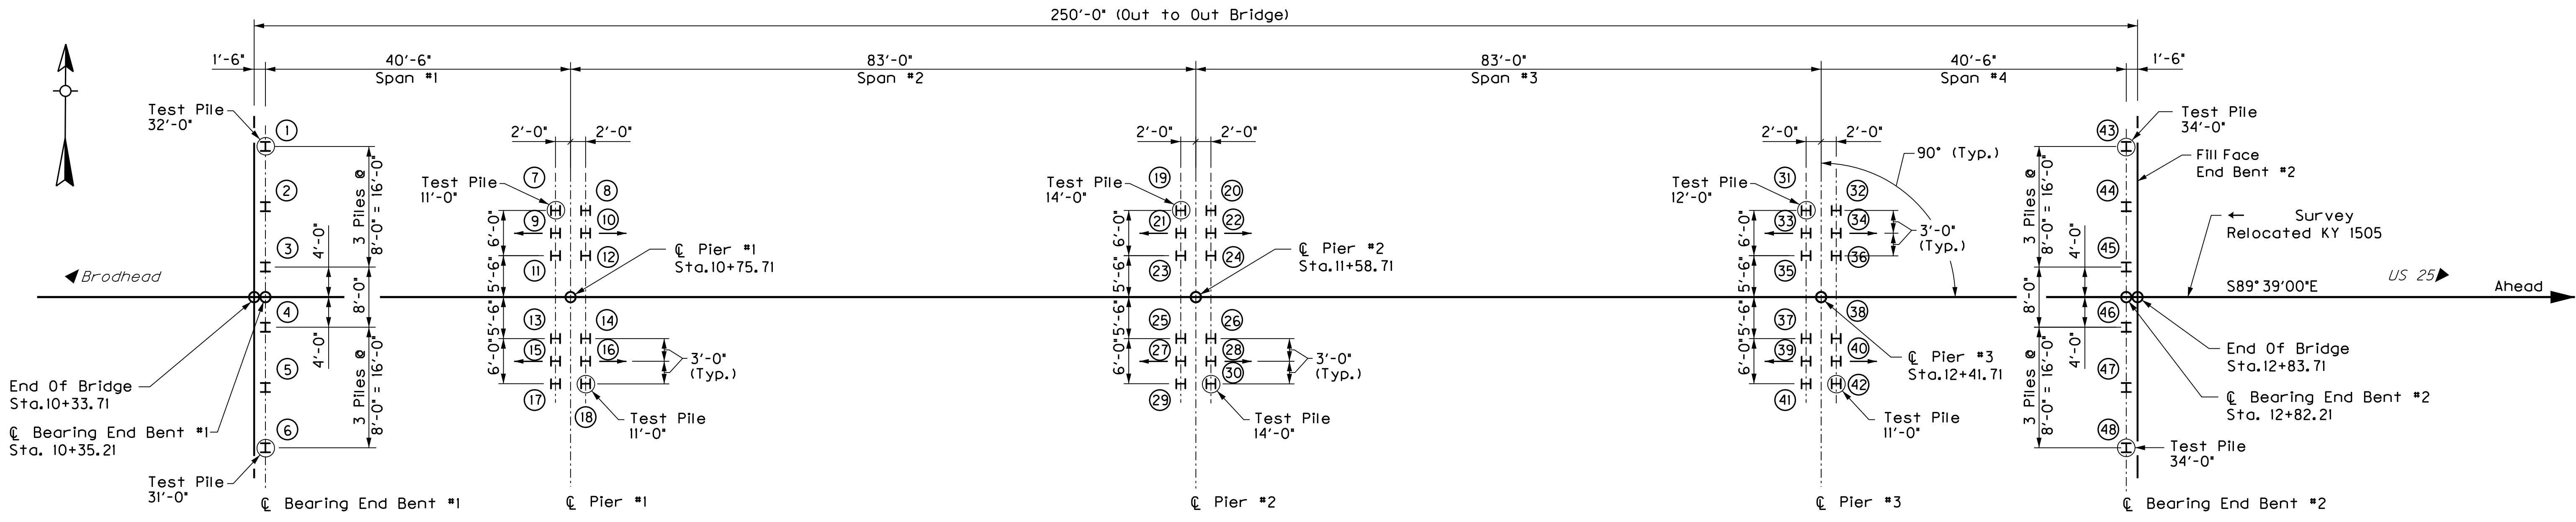 250'-0" (Out to Out Bridge)
1'-6"
40'-6"
Span #1
83'-0"
Span #2
83'-0"
Span #3
40'-6"
Span #4
1'-6"
Test Pile
32'-0"
1
2
3
4
5
6
3 Piles @
8'-0" = 16'-0"
4'-0"
8'-0"
4'-0"
3 Piles @
8'-0" = 16'-0"
Brodhead
End Of Bridge
Sta.10+33.71
℄ Bearing End Bent #1
Sta. 10+35.21
Test Pile
31'-0"
℄ Bearing End Bent #1
2'-0"
2'-0"
Test Pile
11'-0"
7
8
9
10
11
12
6'-0"
5'-6"
5'-6"
6'-0"
℄ Pier #1
Sta.10+75.71
13
14
15
16
17
18
3'-0"
(Typ.)
Test Pile
11'-0"
℄ Pier #1
2'-0"
2'-0"
Test Pile
14'-0"
19
20
21
22
23
24
6'-0"
5'-6"
5'-6"
6'-0"
℄ Pier #2
Sta.11+58.71
25
26
27
28
29
30
3'-0"
(Typ.)
Test Pile
14'-0"
℄ Pier #2
2'-0"
2'-0"
90° (Typ.)
Test Pile
12'-0"
31
32
33
34
35
36
3'-0"
(Typ.)
6'-0"
5'-6"
5'-6"
6'-0"
37
38
39
40
41
42
℄ Pier #3
Sta.12+41.71
Test Pile
11'-0"
℄ Pier #3
43
44
45
46
47
48
Test Pile
34'-0"
Fill Face
End Bent #2
3 Piles @
8'-0" = 16'-0"
4'-0"
8'-0"
4'-0"
3 Piles @
8'-0" = 16'-0"
← Survey
Relocated KY 1505
S89°39'00"E
US 25
Ahead
End Of Bridge
Sta.12+83.71
℄ Bearing End Bent #2
Sta. 12+82.21
Test Pile
34'-0"
℄ Bearing End Bent #2